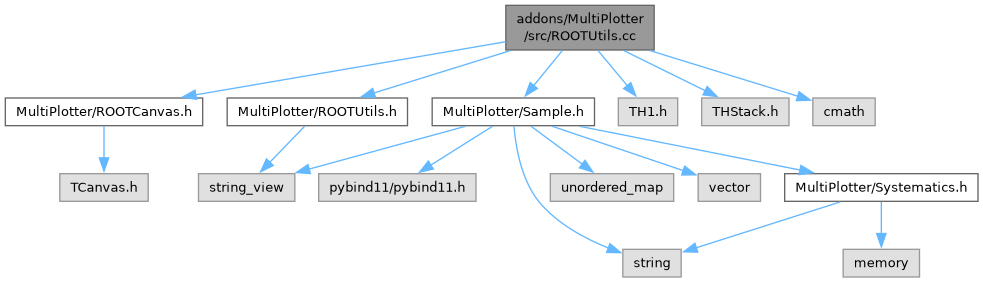 addons/MultiPlotter
/src/ROOTUtils.cc
MultiPlotter/ROOTCanvas.h
MultiPlotter/ROOTUtils.h
MultiPlotter/Sample.h
TH1.h
THStack.h
cmath
TCanvas.h
string_view
pybind11/pybind11.h
unordered_map
vector
MultiPlotter/Systematics.h
string
memory